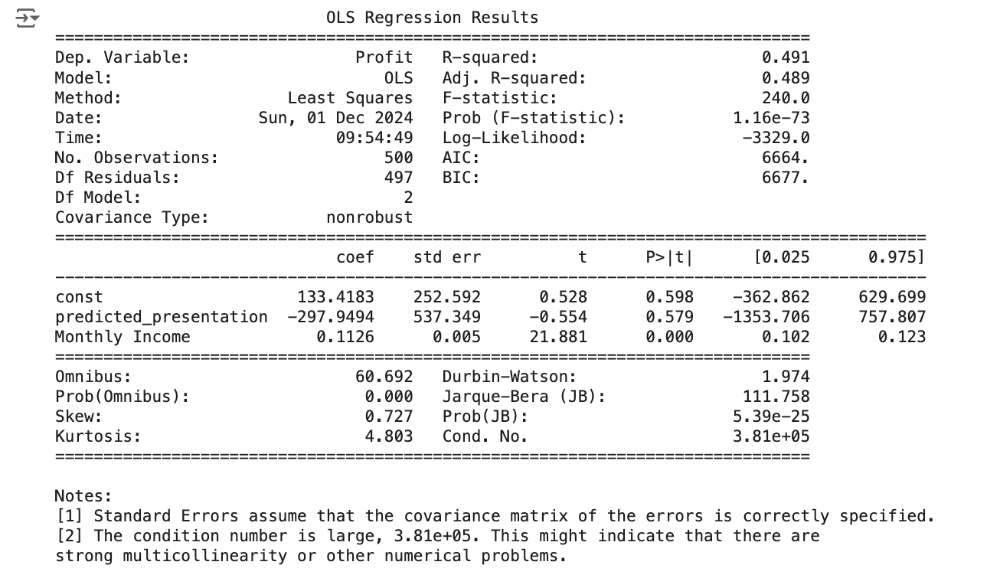 OLS Regression Results
==============================================================================
Dep. Variable:                 Profit   R-squared:                       0.491
Model:                            OLS   Adj. R-squared:                  0.489
Method:                 Least Squares   F-statistic:                     240.0
Date:                Sun, 01 Dec 2024   Prob (F-statistic):           1.16e-73
Time:                        09:54:49   Log-Likelihood:                -3329.0
No. Observations:                 500   AIC:                             6664.
Df Residuals:                     497   BIC:                             6677.
Df Model:                           2
Covariance Type:            nonrobust
==========================================================================================
                             coef    std err          t      P>|t|      [0.025      0.975]
------------------------------------------------------------------------------------------
const                    133.4183    252.592      0.528      0.598    -362.862     629.699
predicted_presentation  -297.9494    537.349     -0.554      0.579   -1353.706     757.807
Monthly Income             0.1126      0.005     21.881      0.000       0.102       0.123
==============================================================================
Omnibus:                       60.692   Durbin-Watson:                   1.974
Prob(Omnibus):                  0.000   Jarque-Bera (JB):              111.758
Skew:                           0.727   Prob(JB):                     5.39e-25
Kurtosis:                       4.803   Cond. No.                     3.81e+05
==============================================================================
Notes:
[1] Standard Errors assume that the covariance matrix of the errors is correctly specified.
[2] The condition number is large, 3.81e+05. This might indicate that there are
strong multicollinearity or other numerical problems.